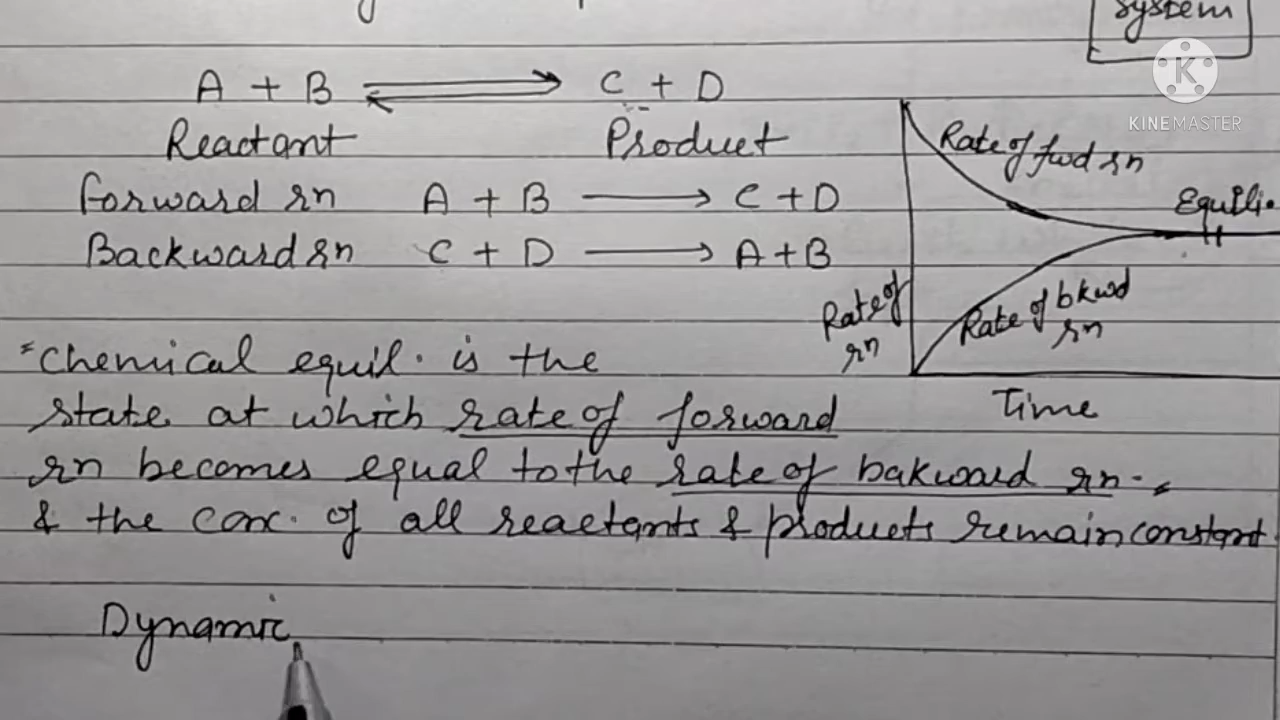 system
KINEMASTER
A + B ⇌ C + D
Reactant Product
Forward rn A + B ⟶ C + D
Backward rn C + D ⟶ A + B
Rate of fwd rn
Equilib
Rate of bkwd rn
Rate of rn
Time
"Chemical equil. is the
state at which rate of forward
rn becomes equal to the rate of bakward rn."
& the conc. of all reactants & products remain constant
Dynamic